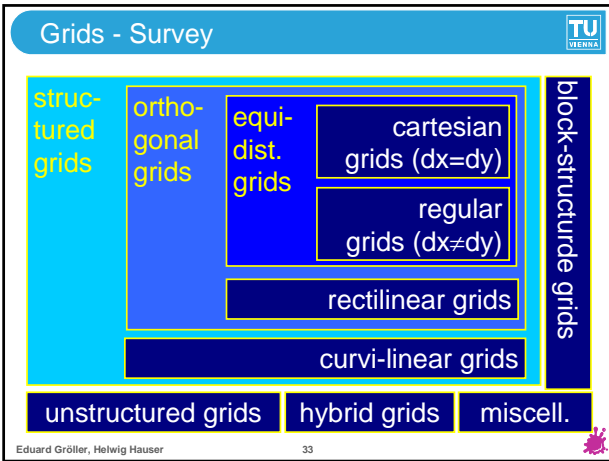 Grids - Survey
TU
VIENNA
struc-
tured
grids
ortho-
gonal
grids
equi-
dist.
grids
cartesian
grids (dx=dy)
regular
grids (dx≠dy)
rectilinear grids
curvi-linear grids
block-structurde grids
unstructured grids
hybrid grids
miscell.
Eduard Gröller, Helwig Hauser
33